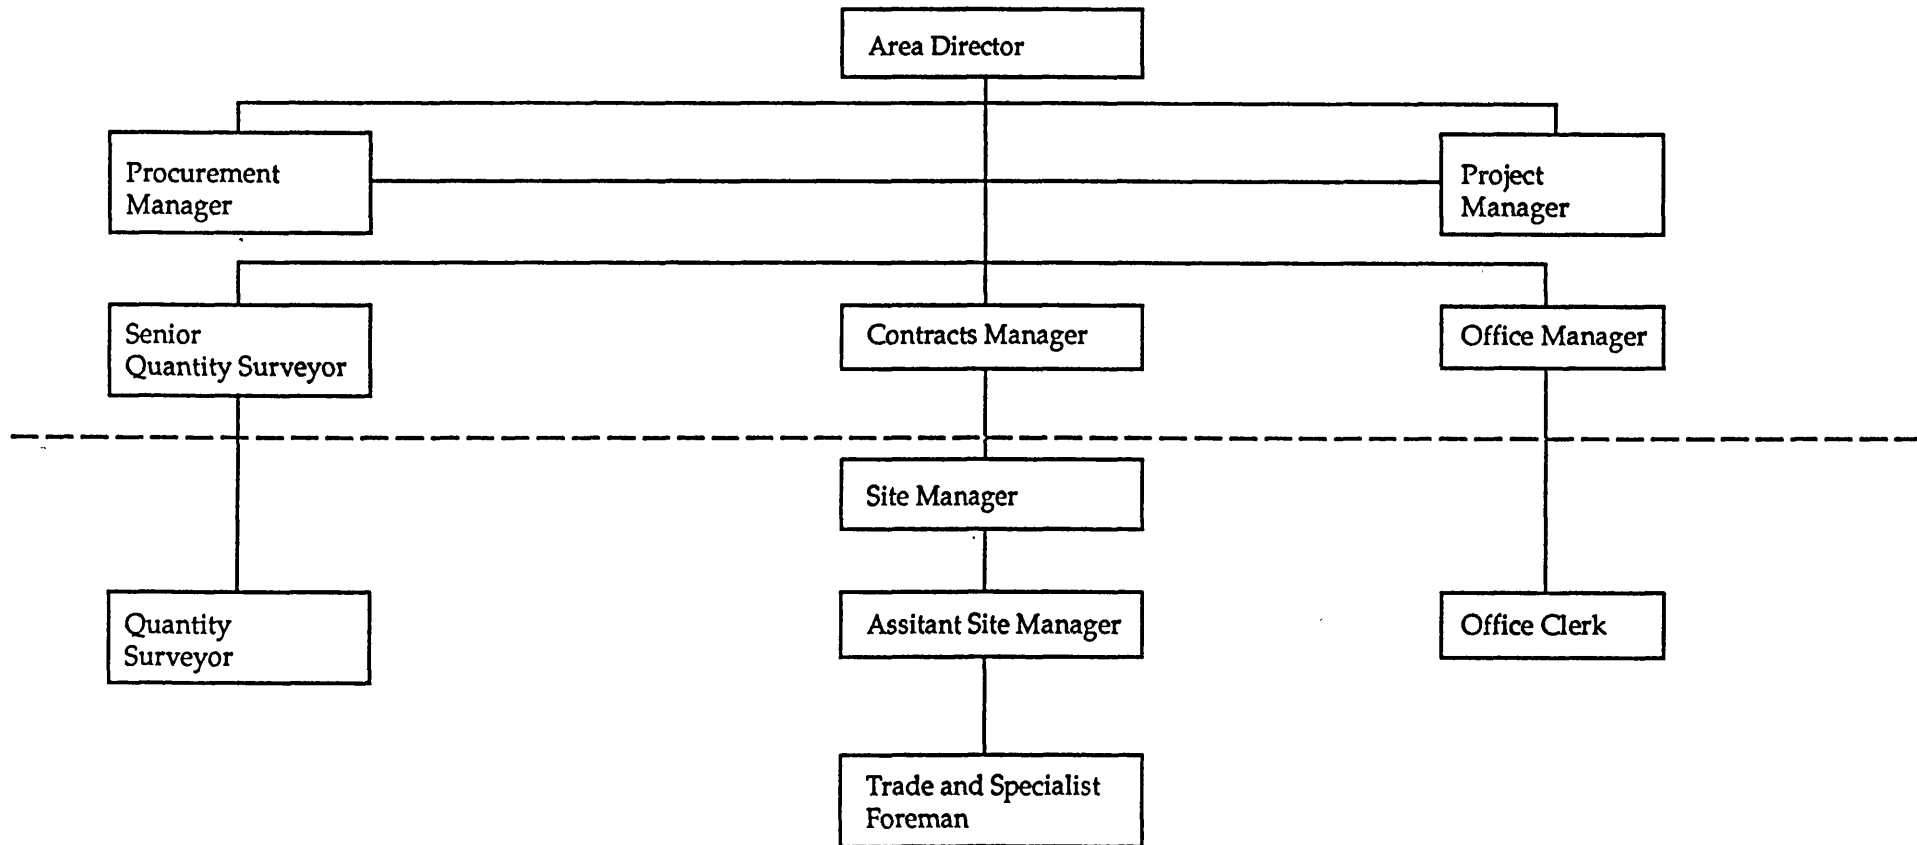 Area Director
Procurement
Manager
Project
Manager
Senior
Quantity Surveyor
Contracts Manager
Office Manager
Site Manager
Quantity
Surveyor
Assitant Site Manager
Office Clerk
Trade and Specialist
Foreman